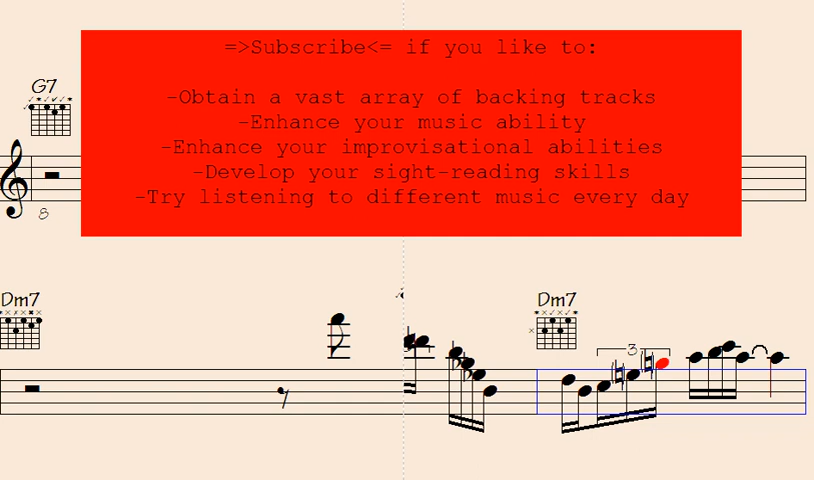 =>Subscribe<= if you like to:
-Obtain a vast array of backing tracks
-Enhance your music ability
-Enhance your improvisational abilities
-Develop your sight-reading skills
-Try listening to different music every day
G7
8
Dm7
Dm7
3